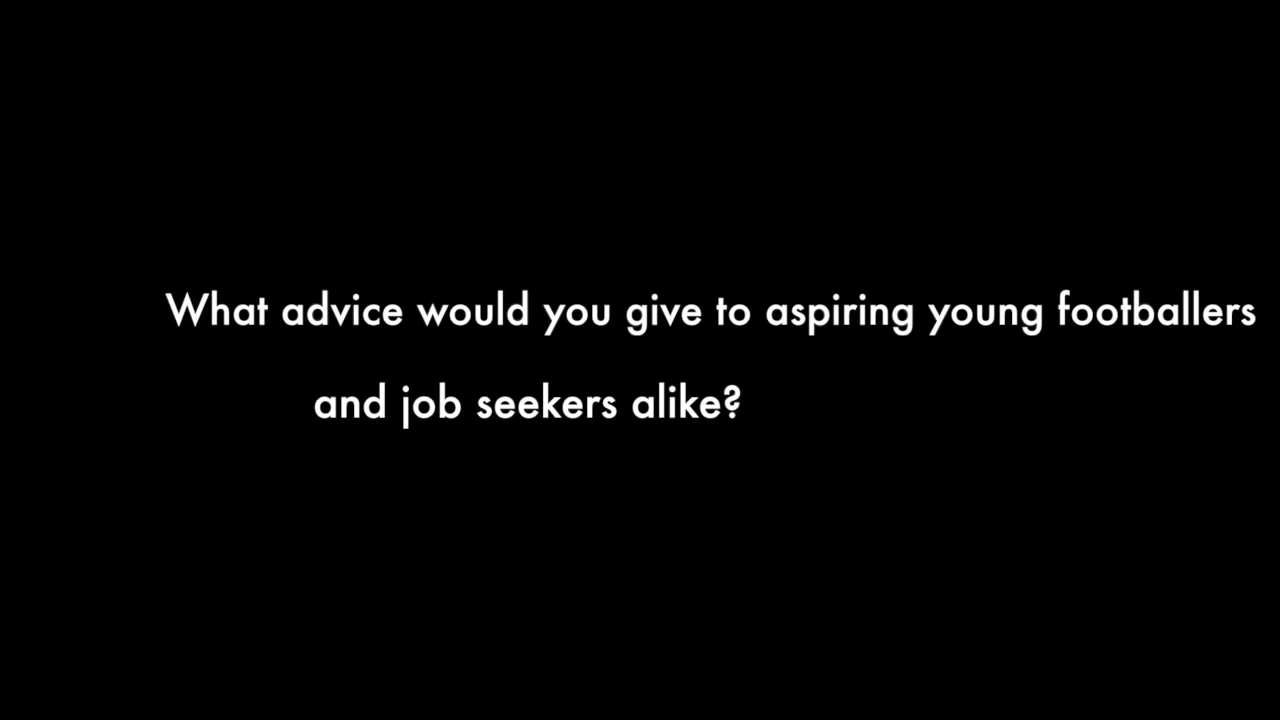 What advice would you give to aspiring young footballers
and job seekers alike?